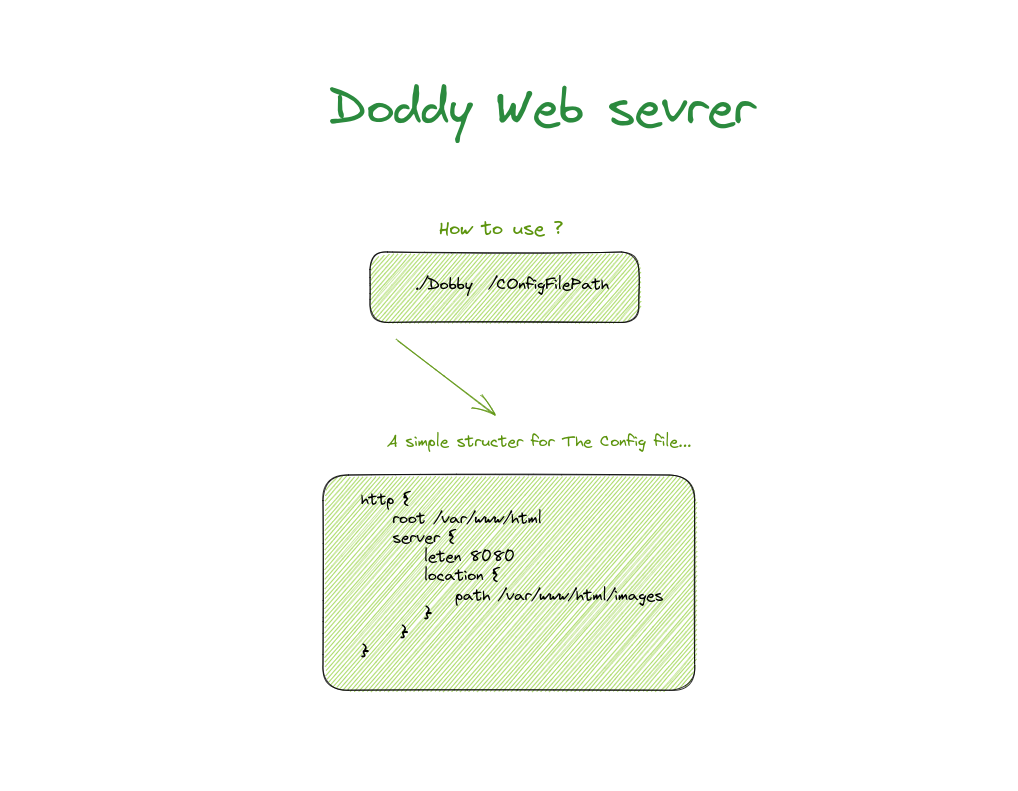 Doddy Web sevrer
How to use ?
./Dobby /COnfigFilePath
A simple structer for The Config file...
http {
root /var/www/html
server {
leten 8080
location {
path /var/www/html/images
}
}
}